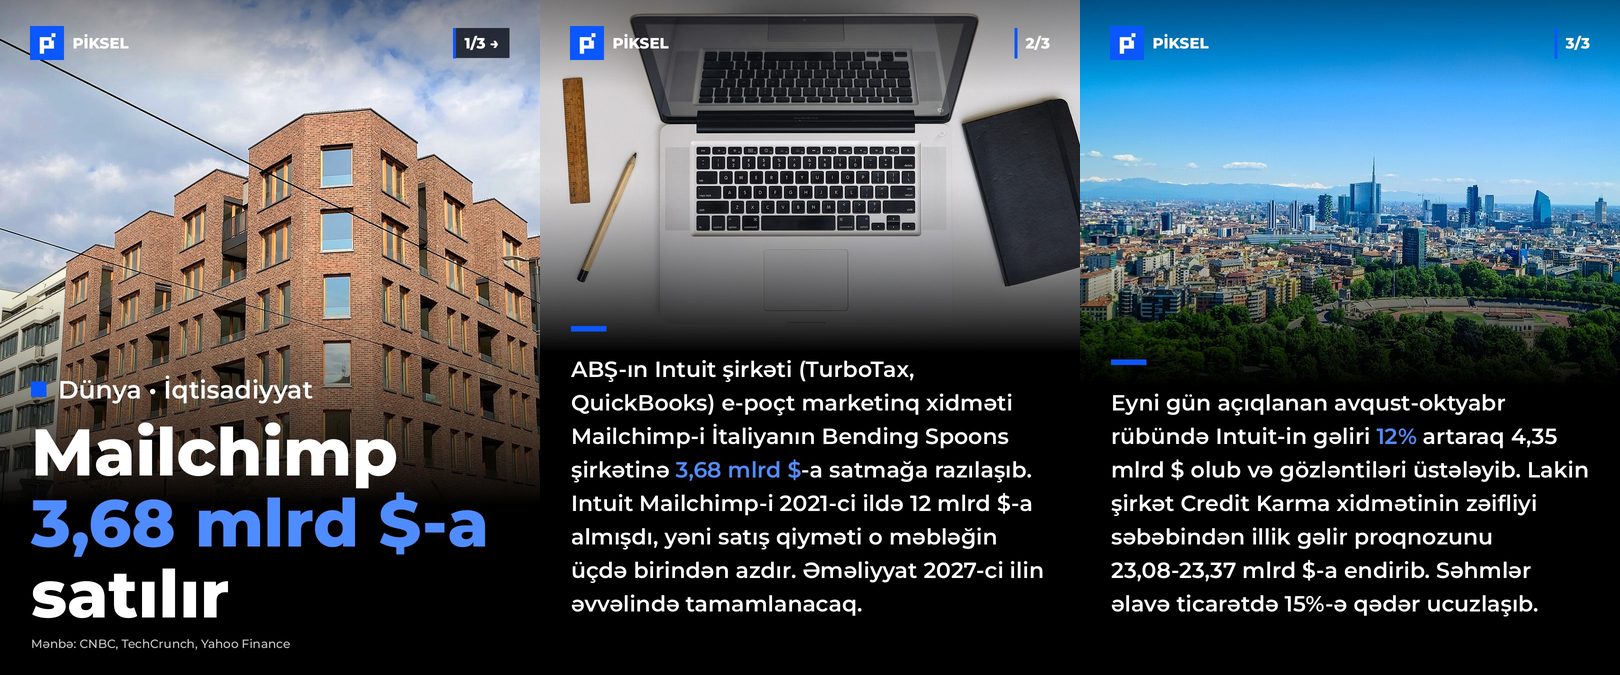 PİKSEL
1/3 →
Dünya • İqtisadiyyat
Mailchimp
3,68 mlrd $-a
satılır
Mənbə: CNBC, TechCrunch, Yahoo Finance
PİKSEL
2/3
ABŞ-ın Intuit şirkəti (TurboTax,
QuickBooks) e-poçt marketinq xidməti
Mailchimp-i İtaliyanın Bending Spoons
şirkətinə 3,68 mlrd $-a satmağa razılaşıb.
Intuit Mailchimp-i 2021-ci ildə 12 mlrd $-a
almışdı, yəni satış qiyməti o məbləğin
üçdə birindən azdır. Əməliyyat 2027-ci ilin
əvvəlində tamamlanacaq.
PİKSEL
3/3
Eyni gün açıqlanan avqust-oktyabr
rübündə Intuit-in gəliri 12% artaraq 4,35
mlrd $ olub və gözləntiləri üstələyib. Lakin
şirkət Credit Karma xidmətinin zəifliyi
səbəbindən illik gəlir proqnozunu
23,08-23,37 mlrd $-a endirib. Səhmlər
əlavə ticarətdə 15%-ə qədər ucuzlaşıb.